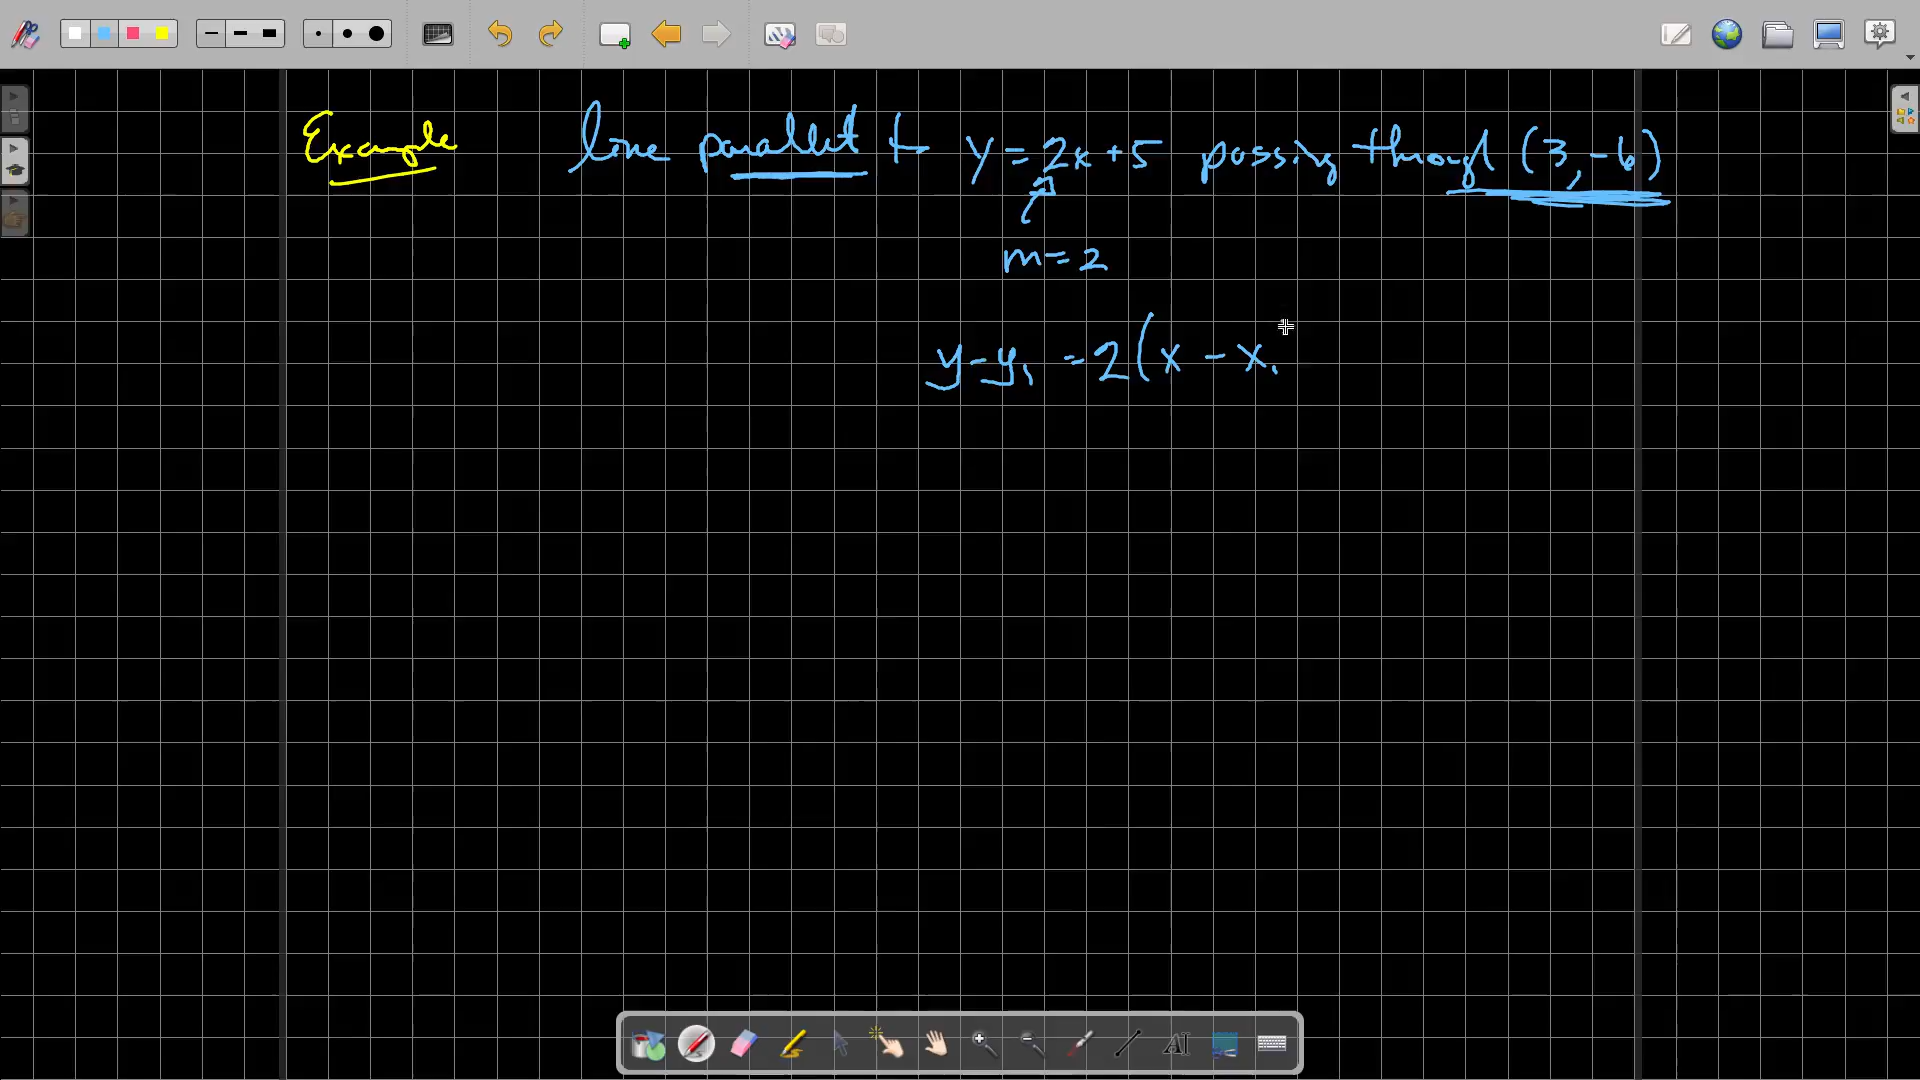 Example line parallel to y = 2x + 5 passing through (3, -6)
m = 2
y - y₁ = 2(x - x₁